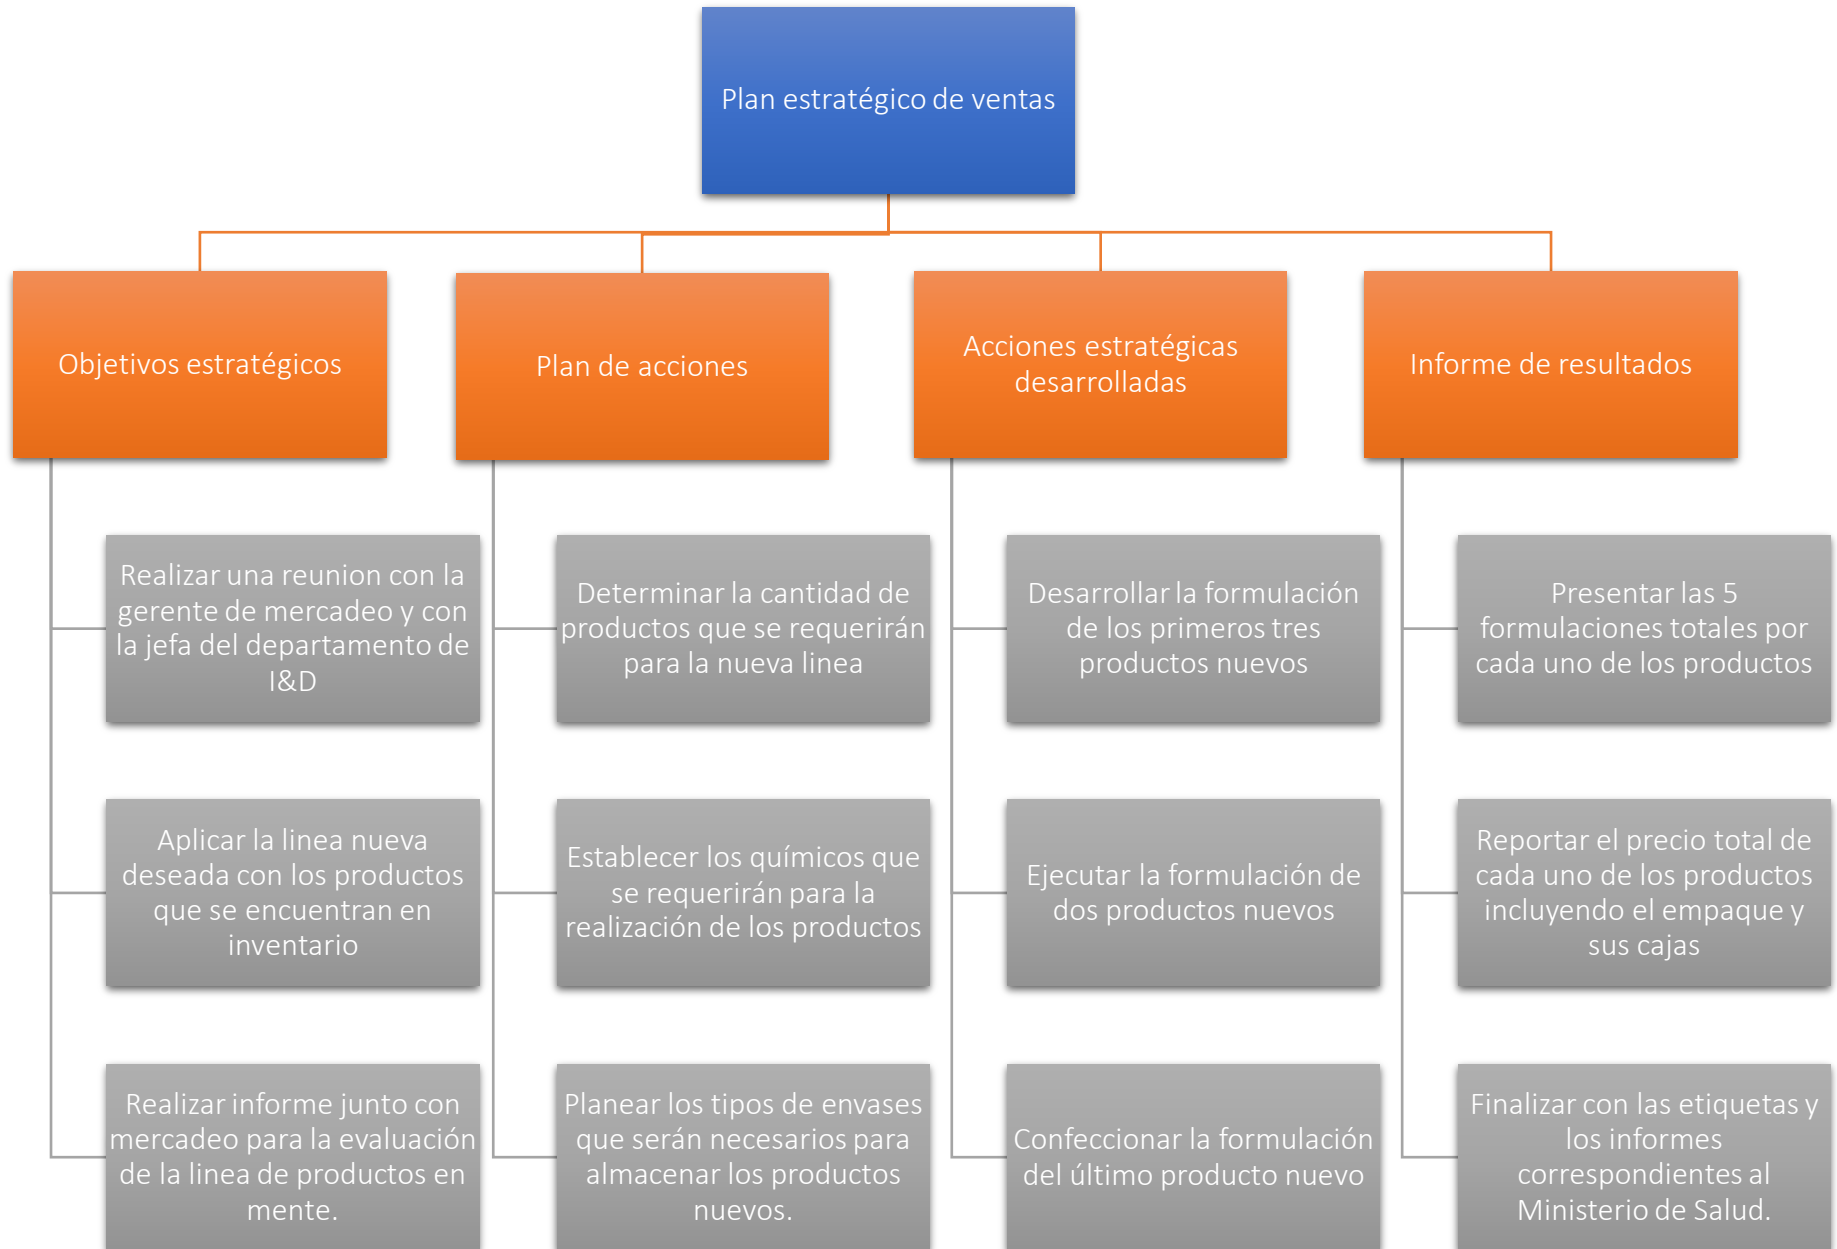 Plan estratégico de ventas
Objetivos estratégicos
Realizar una reunion con la
gerente de mercadeo y con
la jefa del departamento de
I&D
Aplicar la linea nueva
deseada con los productos
que se encuentran en
inventario
Realizar informe junto con
mercadeo para la evaluación
de la linea de productos en
mente.
Plan de acciones
Determinar la cantidad de
productos que se requerirán
para la nueva linea
Establecer los químicos que
se requerirán para la
realización de los productos
Planear los tipos de envases
que serán necesarios para
almacenar los productos
nuevos.
Acciones estratégicas
desarrolladas
Desarrollar la formulación
de los primeros tres
productos nuevos
Ejecutar la formulación de
dos productos nuevos
Confeccionar la formulación
del último producto nuevo
Informe de resultados
Presentar las 5
formulaciones totales por
cada uno de los productos
Reportar el precio total de
cada uno de los productos
incluyendo el empaque y
sus cajas
Finalizar con las etiquetas y
los informes
correspondientes al
Ministerio de Salud.